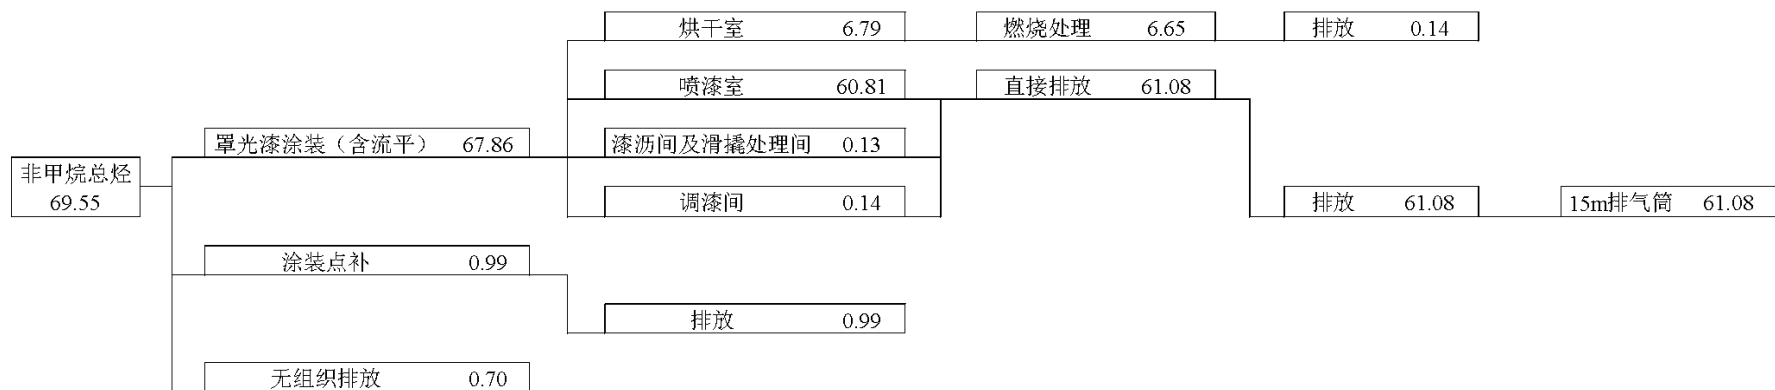 烘干室 6.79 燃烧处理 6.65 排放 0.14
喷漆室 60.81 直接排放 61.08
罩光漆涂装（含流平） 67.86 漆沥间及滑撬处理间 0.13
非甲烷总烃
69.55
调漆间 0.14 排放 61.08 15m排气筒 61.08
涂装点补 0.99
排放 0.99
无组织排放 0.70